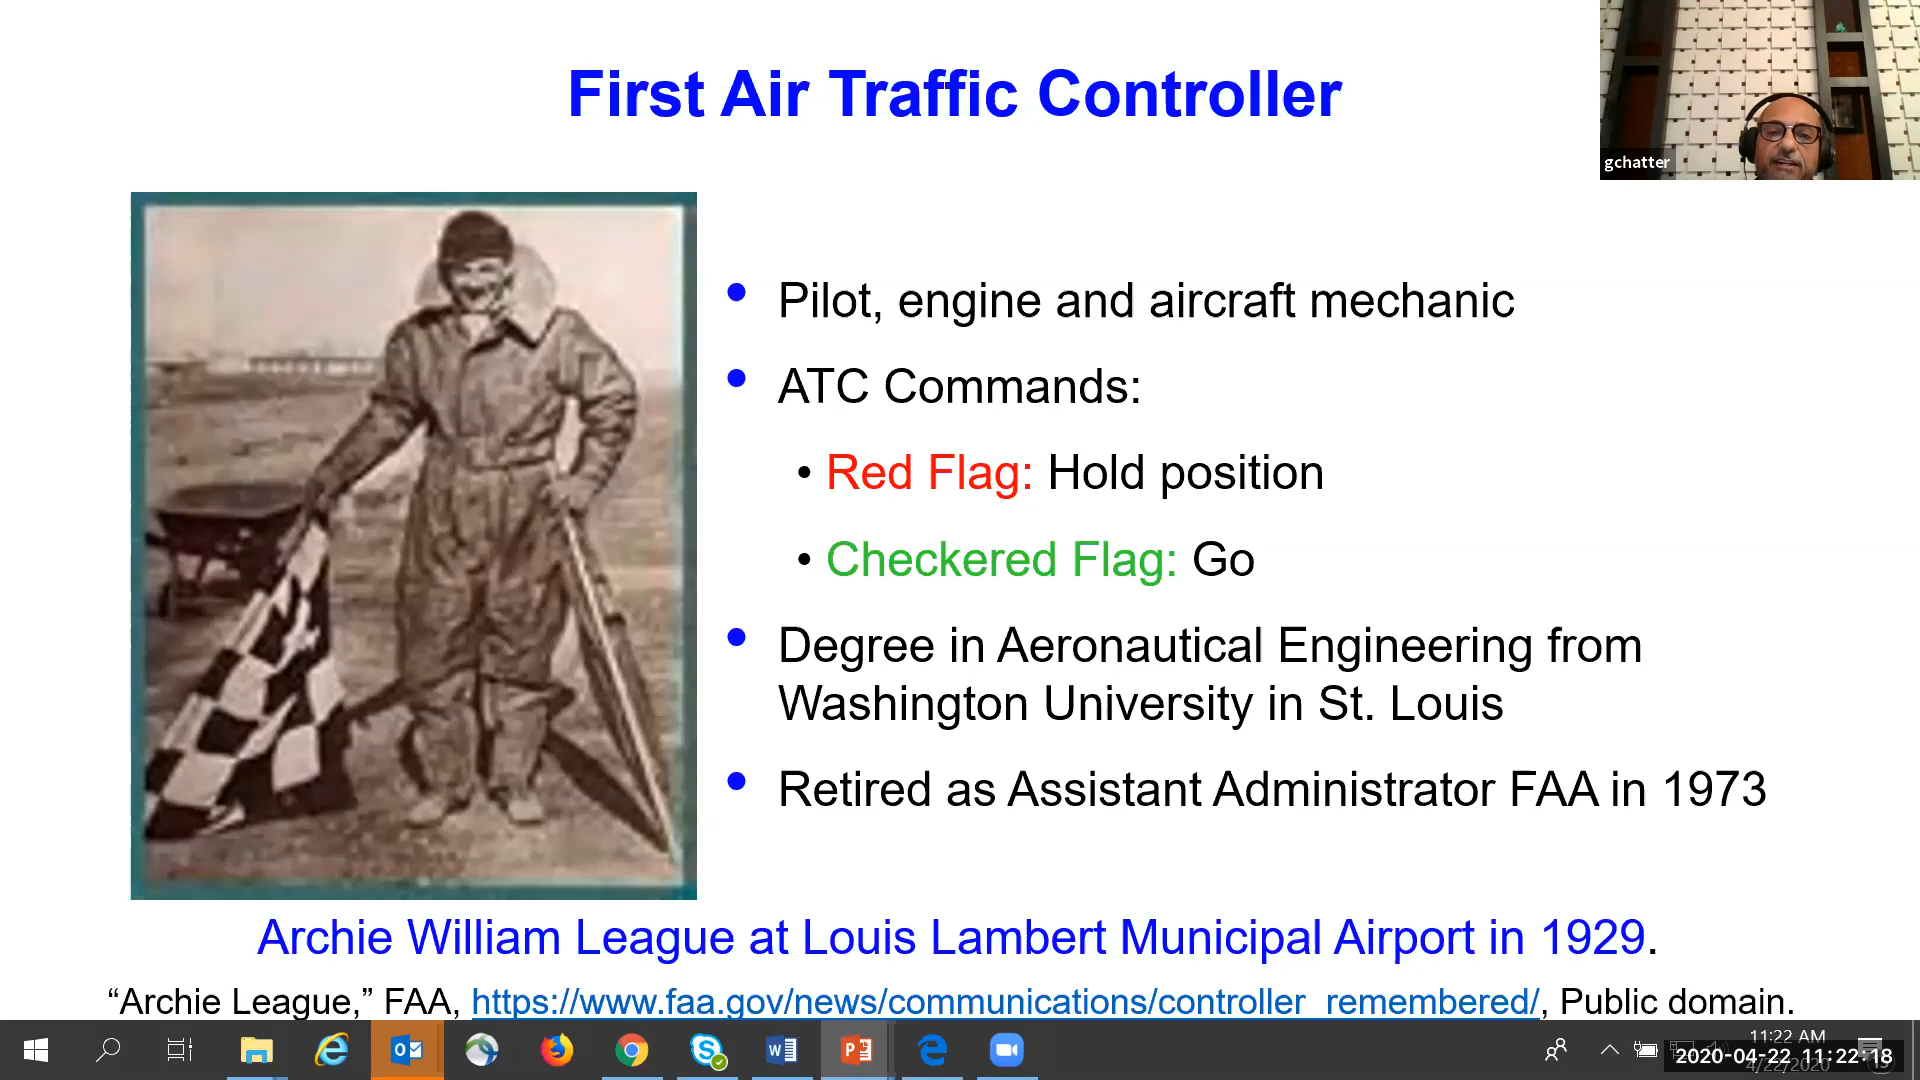 First Air Traffic Controller
gchatter
• Pilot, engine and aircraft mechanic
• ATC Commands:
• Red Flag: Hold position
• Checkered Flag: Go
• Degree in Aeronautical Engineering from
Washington University in St. Louis
• Retired as Assistant Administrator FAA in 1973
Archie William League at Louis Lambert Municipal Airport in 1929.
“Archie League,” FAA, https://www.faa.gov/news/communications/controller_remembered/, Public domain.
11:22 AM
2020-04-22 11:22:18
4/22/2020